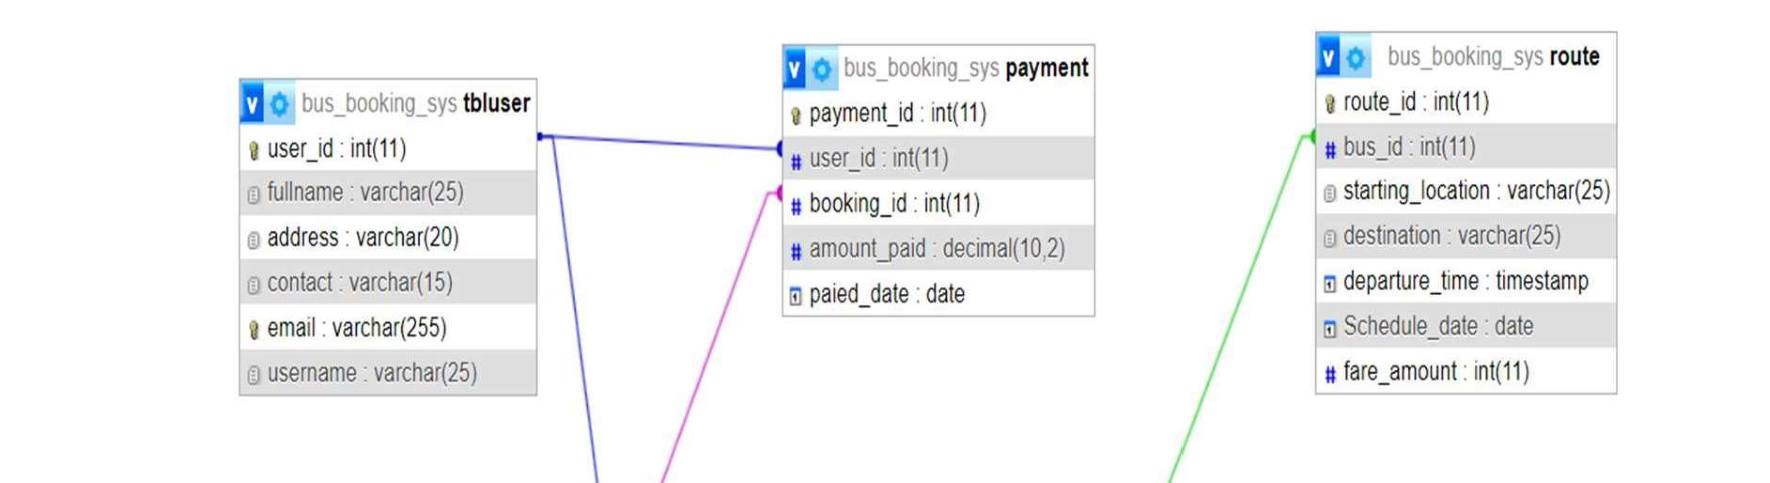 bus_booking_sys tbluser
user_id : int(11)
fullname : varchar(25)
address : varchar(20)
contact : varchar(15)
email : varchar(255)
username : varchar(25)
bus_booking_sys payment
payment_id : int(11)
user_id : int(11)
booking_id : int(11)
amount_paid : decimal(10,2)
paied_date : date
bus_booking_sys route
route_id : int(11)
bus_id : int(11)
starting_location : varchar(25)
destination : varchar(25)
departure_time : timestamp
Schedule_date : date
fare_amount : int(11)